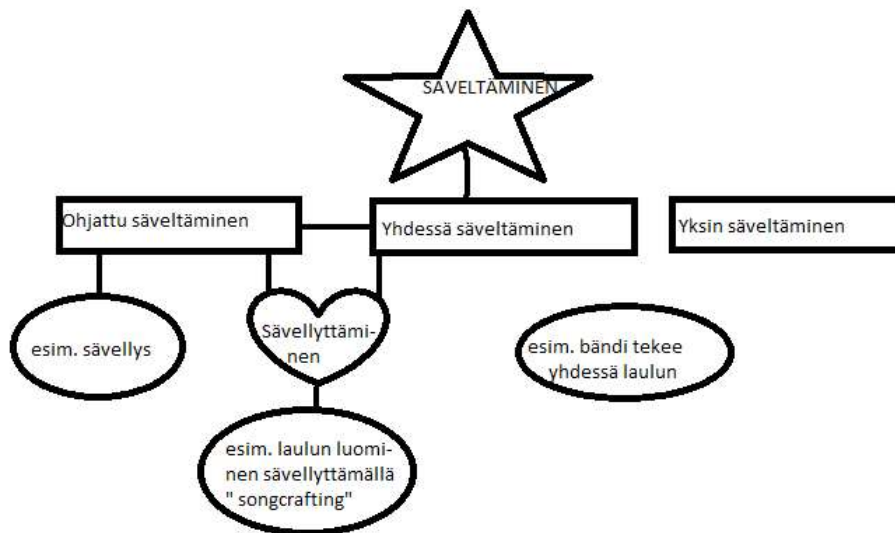 SÄVELTÄMINEN
Ohjattu säveltäminen
Yhdessä säveltäminen
Yksin säveltäminen
esim. sävellys
Sävellyttämi-
nen
esim. bändi tekee
yhdessä laulun
esim. laulun luomi-
nen sävellyttämällä
" songcrafting"